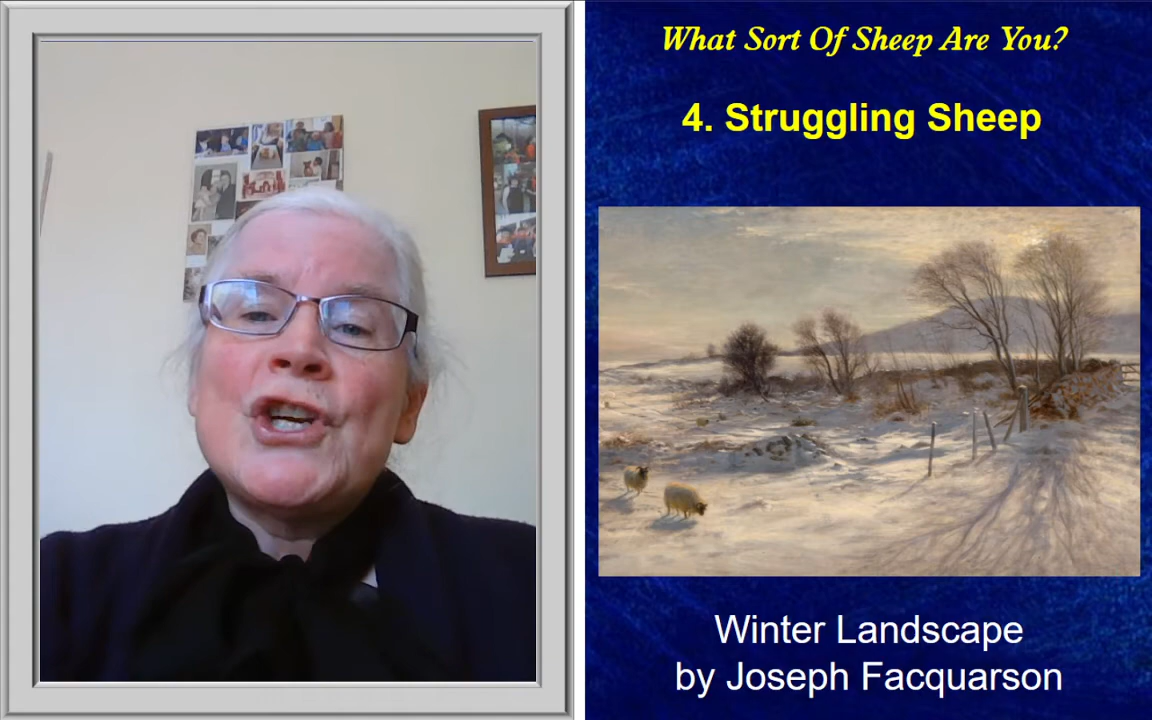 What Sort Of Sheep Are You?
4. Struggling Sheep
Winter Landscape
by Joseph Facquarson